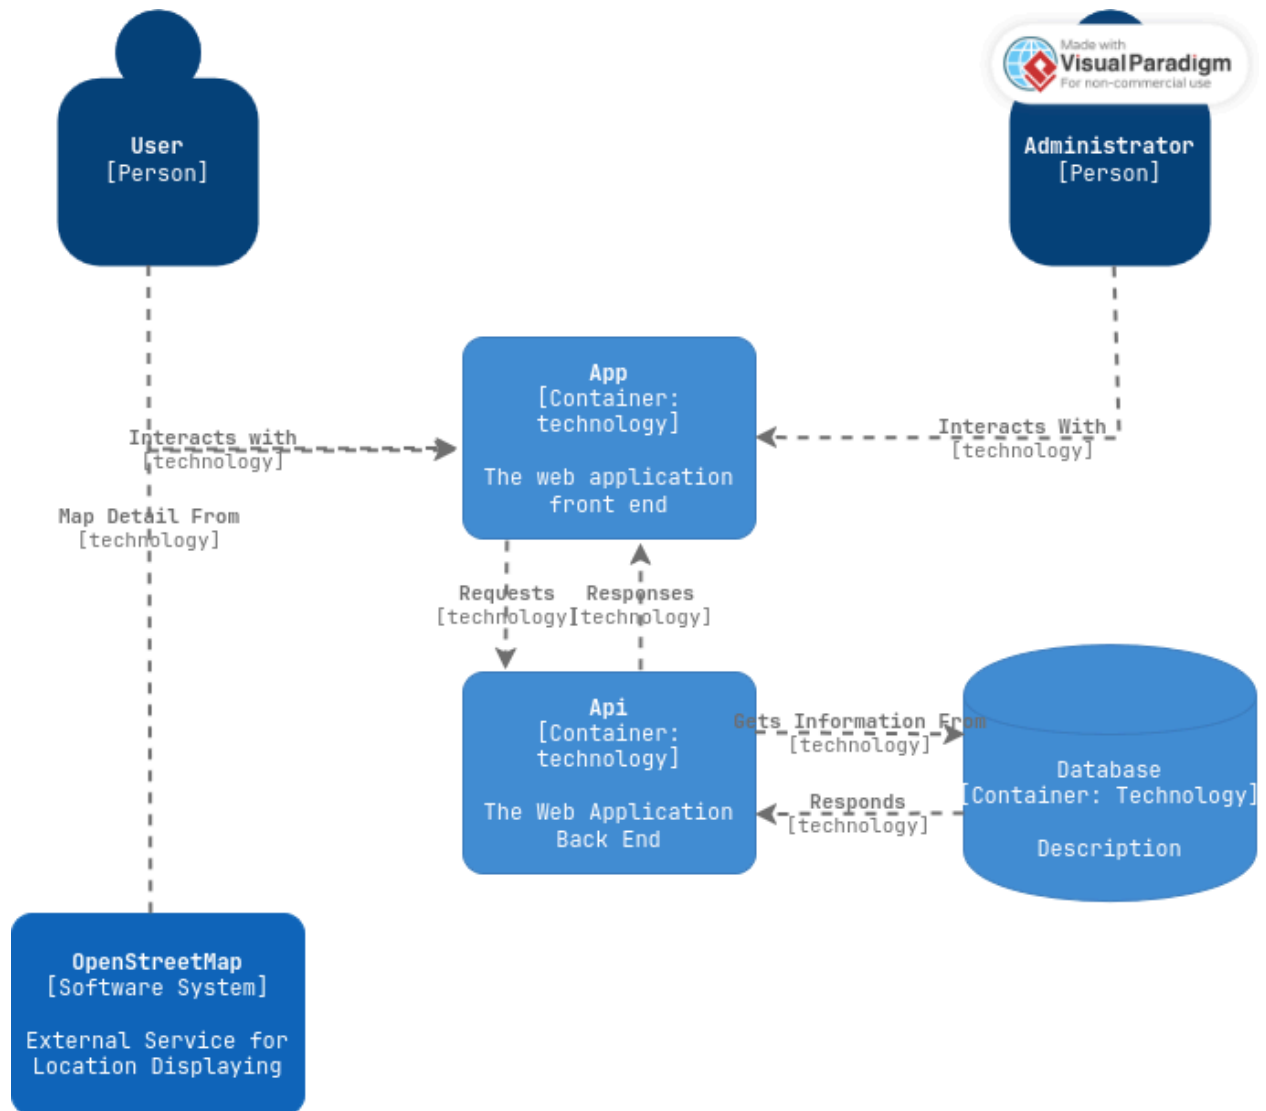 Made with
Visual Paradigm
For non-commercial use
User
[Person]
Administrator
[Person]
App
[Container:
technology]
The web application
front end
Interacts with
[technology]
Interacts With
[technology]
Map Detail From
[technology]
Requests
[technology]
Responses
[technology]
Api
[Container:
technology]
The Web Application
Back End
Gets Information From
[technology]
Responds
[technology]
Database
[Container: Technology]
Description
OpenStreetMap
[Software System]
External Service for
Location Displaying